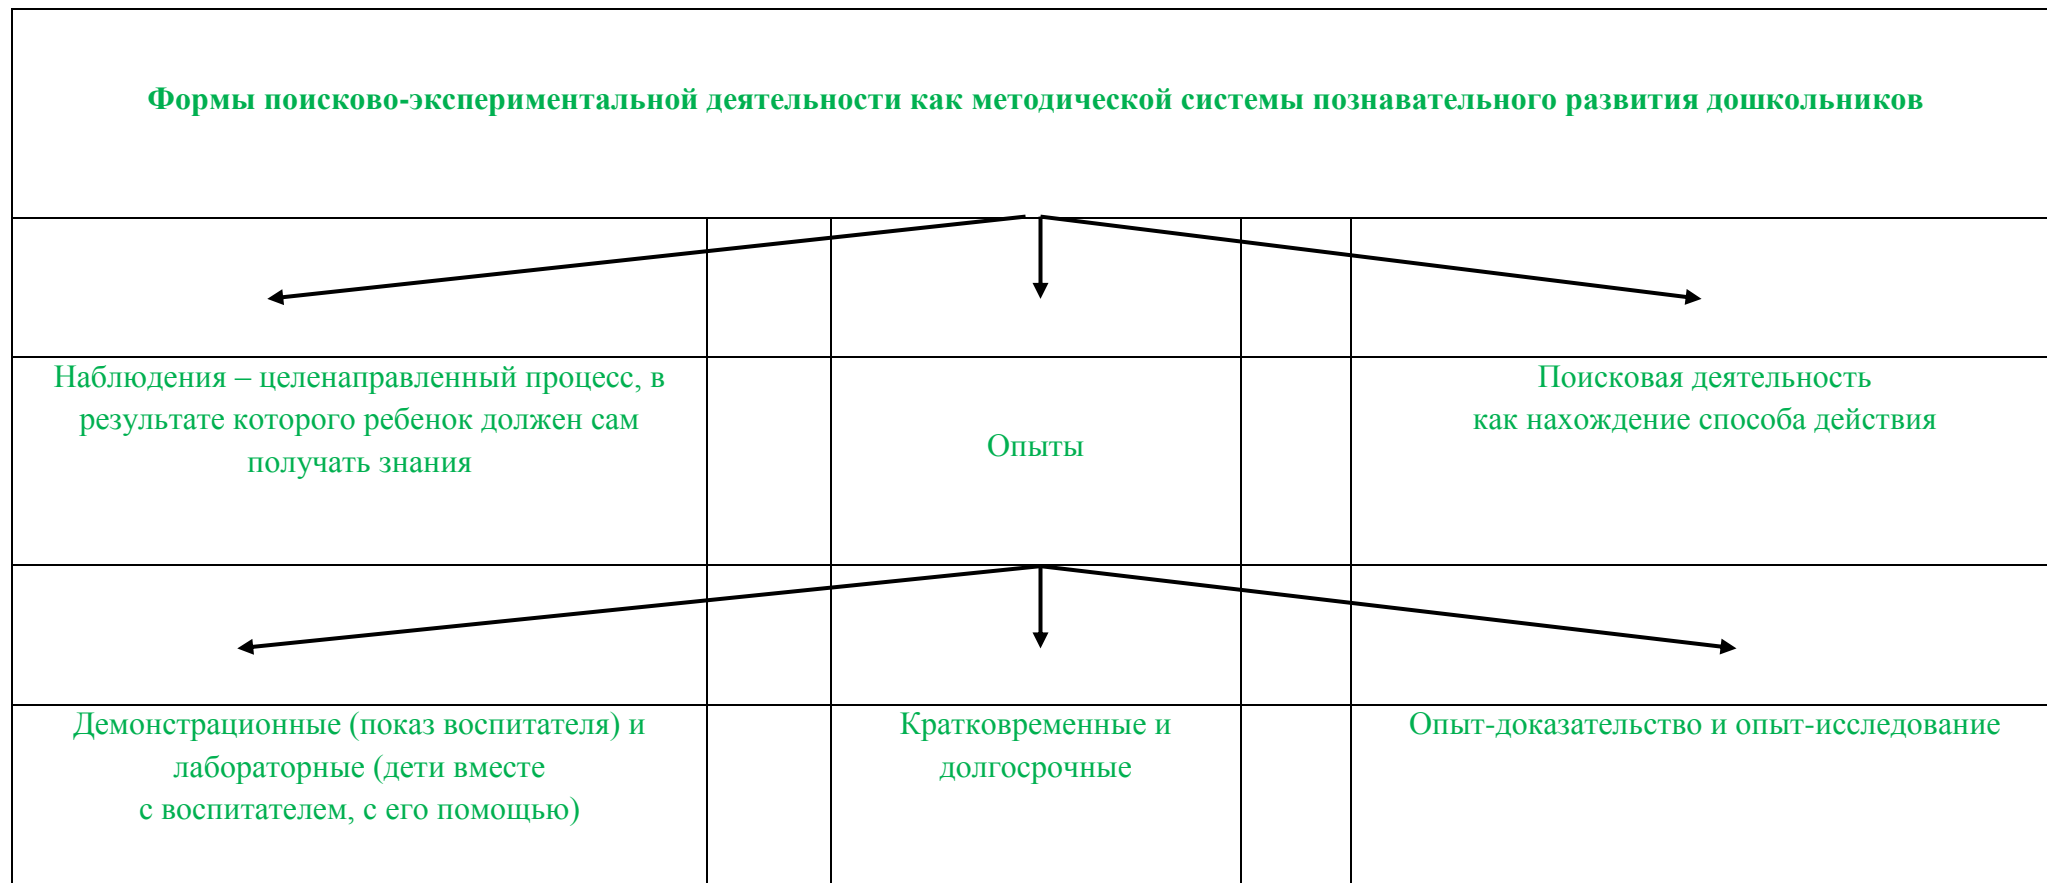 Формы поисково-экспериментальной деятельности как методической системы познавательного развития дошкольников
Наблюдения – целенаправленный процесс, в
результате которого ребенок должен сам
получать знания
Опыты
Поисковая деятельность
как нахождение способа действия
Демонстрационные (показ воспитателя) и
лабораторные (дети вместе
с воспитателем, с его помощью)
Кратковременные и
долгосрочные
Опыт-доказательство и опыт-исследование